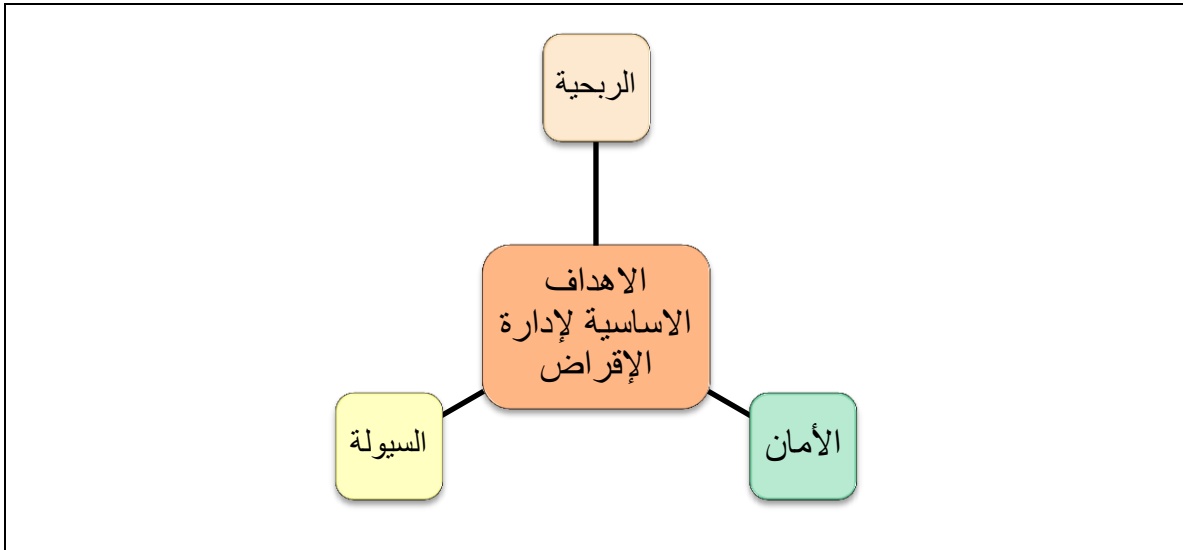 الربحية
الاهداف
الاساسية لإدارة
الإقراض
الأمان
السيولة